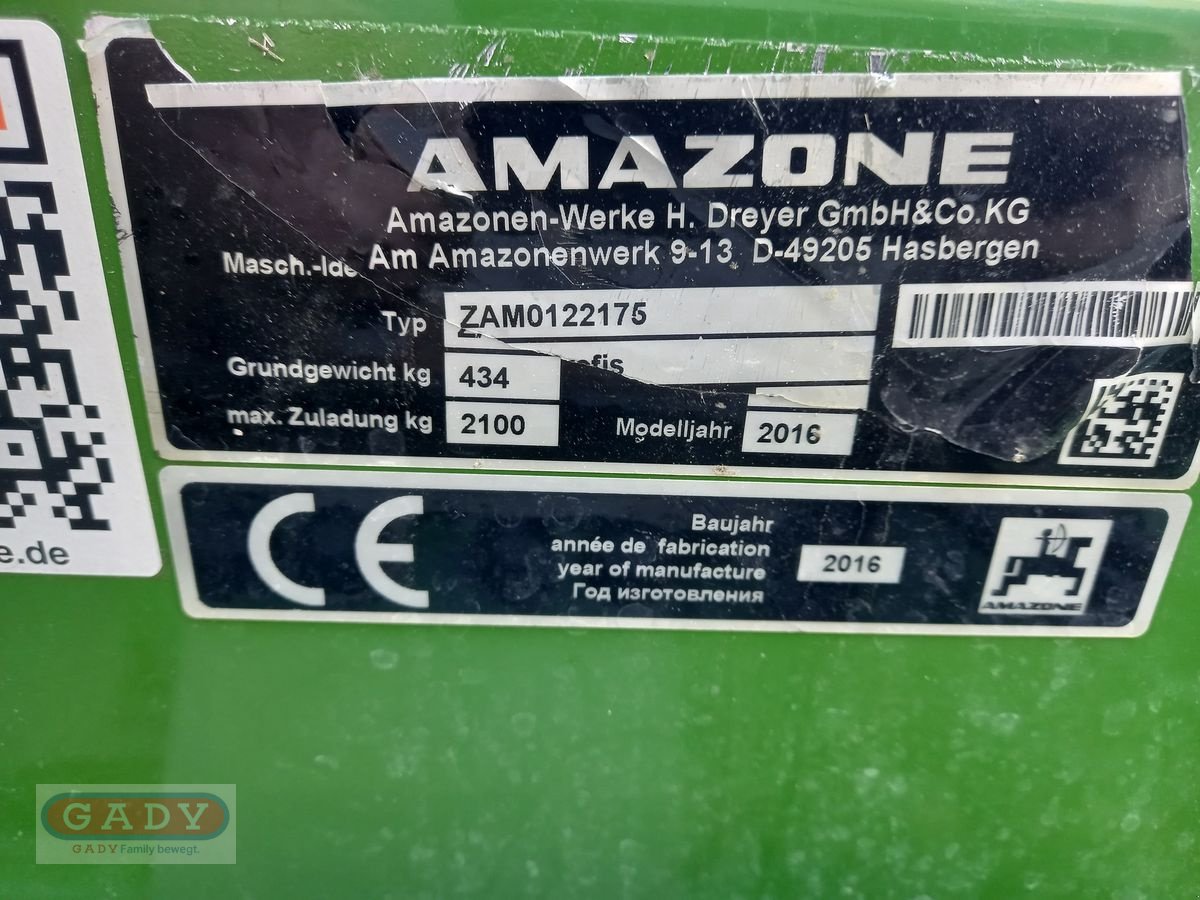 AMAZONE
Amazonen-Werke H. Dreyer GmbH&Co.KG
Am Amazonenwerk 9-13 D-49205 Hasbergen
Masch.-Ide
ZAM0122175
Typ
Grundgewicht kg 434
max. Zuladung kg 2100 Modelljahr 2016
e.de
Baujahr
année de fabrication
year of manufacture 2016
Год изготовления
AMAZONE
GADY
GADY Family bewegt.